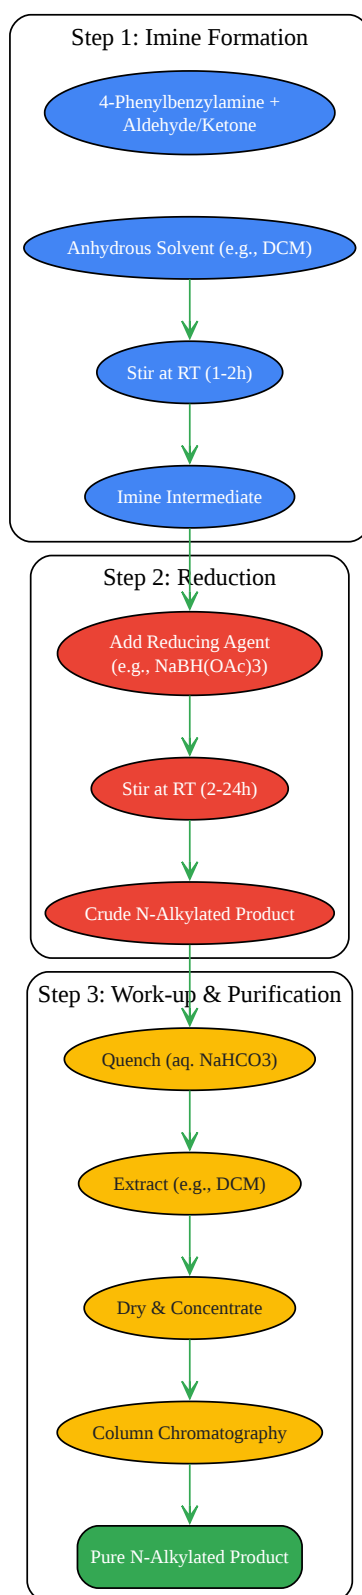 Step 1: Imine Formation
4-Phenylbenzylamine +
Aldehyde/Ketone
Anhydrous Solvent (e.g., DCM)
Stir at RT (1-2h)
Imine Intermediate
Step 2: Reduction
Add Reducing Agent
(e.g., NaBH(OAc)3)
Stir at RT (2-24h)
Crude N-Alkylated Product
Step 3: Work-up & Purification
Quench (aq. NaHCO3)
Extract (e.g., DCM)
Dry & Concentrate
Column Chromatography
Pure N-Alkylated Product